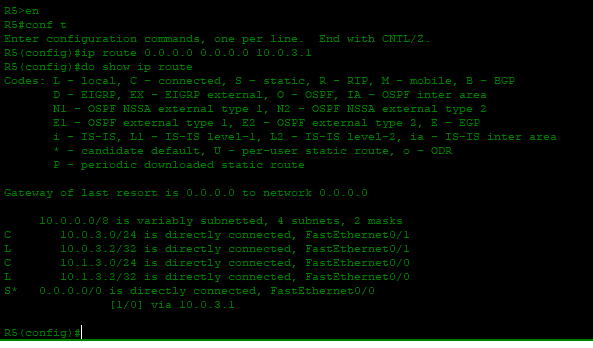 R5>en
R5#conf t
Enter configuration commands, one per line.  End with CNTL/Z.
R5(config)#ip route 0.0.0.0 0.0.0.0 10.0.3.1
R5(config)#do show ip route
Codes: L - local, C - connected, S - static, R - RIP, M - mobile, B - BGP
       D - EIGRP, EX - EIGRP external, O - OSPF, IA - OSPF inter area
       N1 - OSPF NSSA external type 1, N2 - OSPF NSSA external type 2
       E1 - OSPF external type 1, E2 - OSPF external type 2, E - EGP
       i - IS-IS, L1 - IS-IS level-1, L2 - IS-IS level-2, ia - IS-IS inter area
       * - candidate default, U - per-user static route, o - ODR
       P - periodic downloaded static route
Gateway of last resort is 0.0.0.0 to network 0.0.0.0
     10.0.0.0/8 is variably subnetted, 4 subnets, 2 masks
C       10.0.3.0/24 is directly connected, FastEthernet0/1
L       10.0.3.2/32 is directly connected, FastEthernet0/1
C       10.1.3.0/24 is directly connected, FastEthernet0/0
L       10.1.3.2/32 is directly connected, FastEthernet0/0
S*   0.0.0.0/0 is directly connected, FastEthernet0/0
               [1/0] via 10.0.3.1
R5(config)#